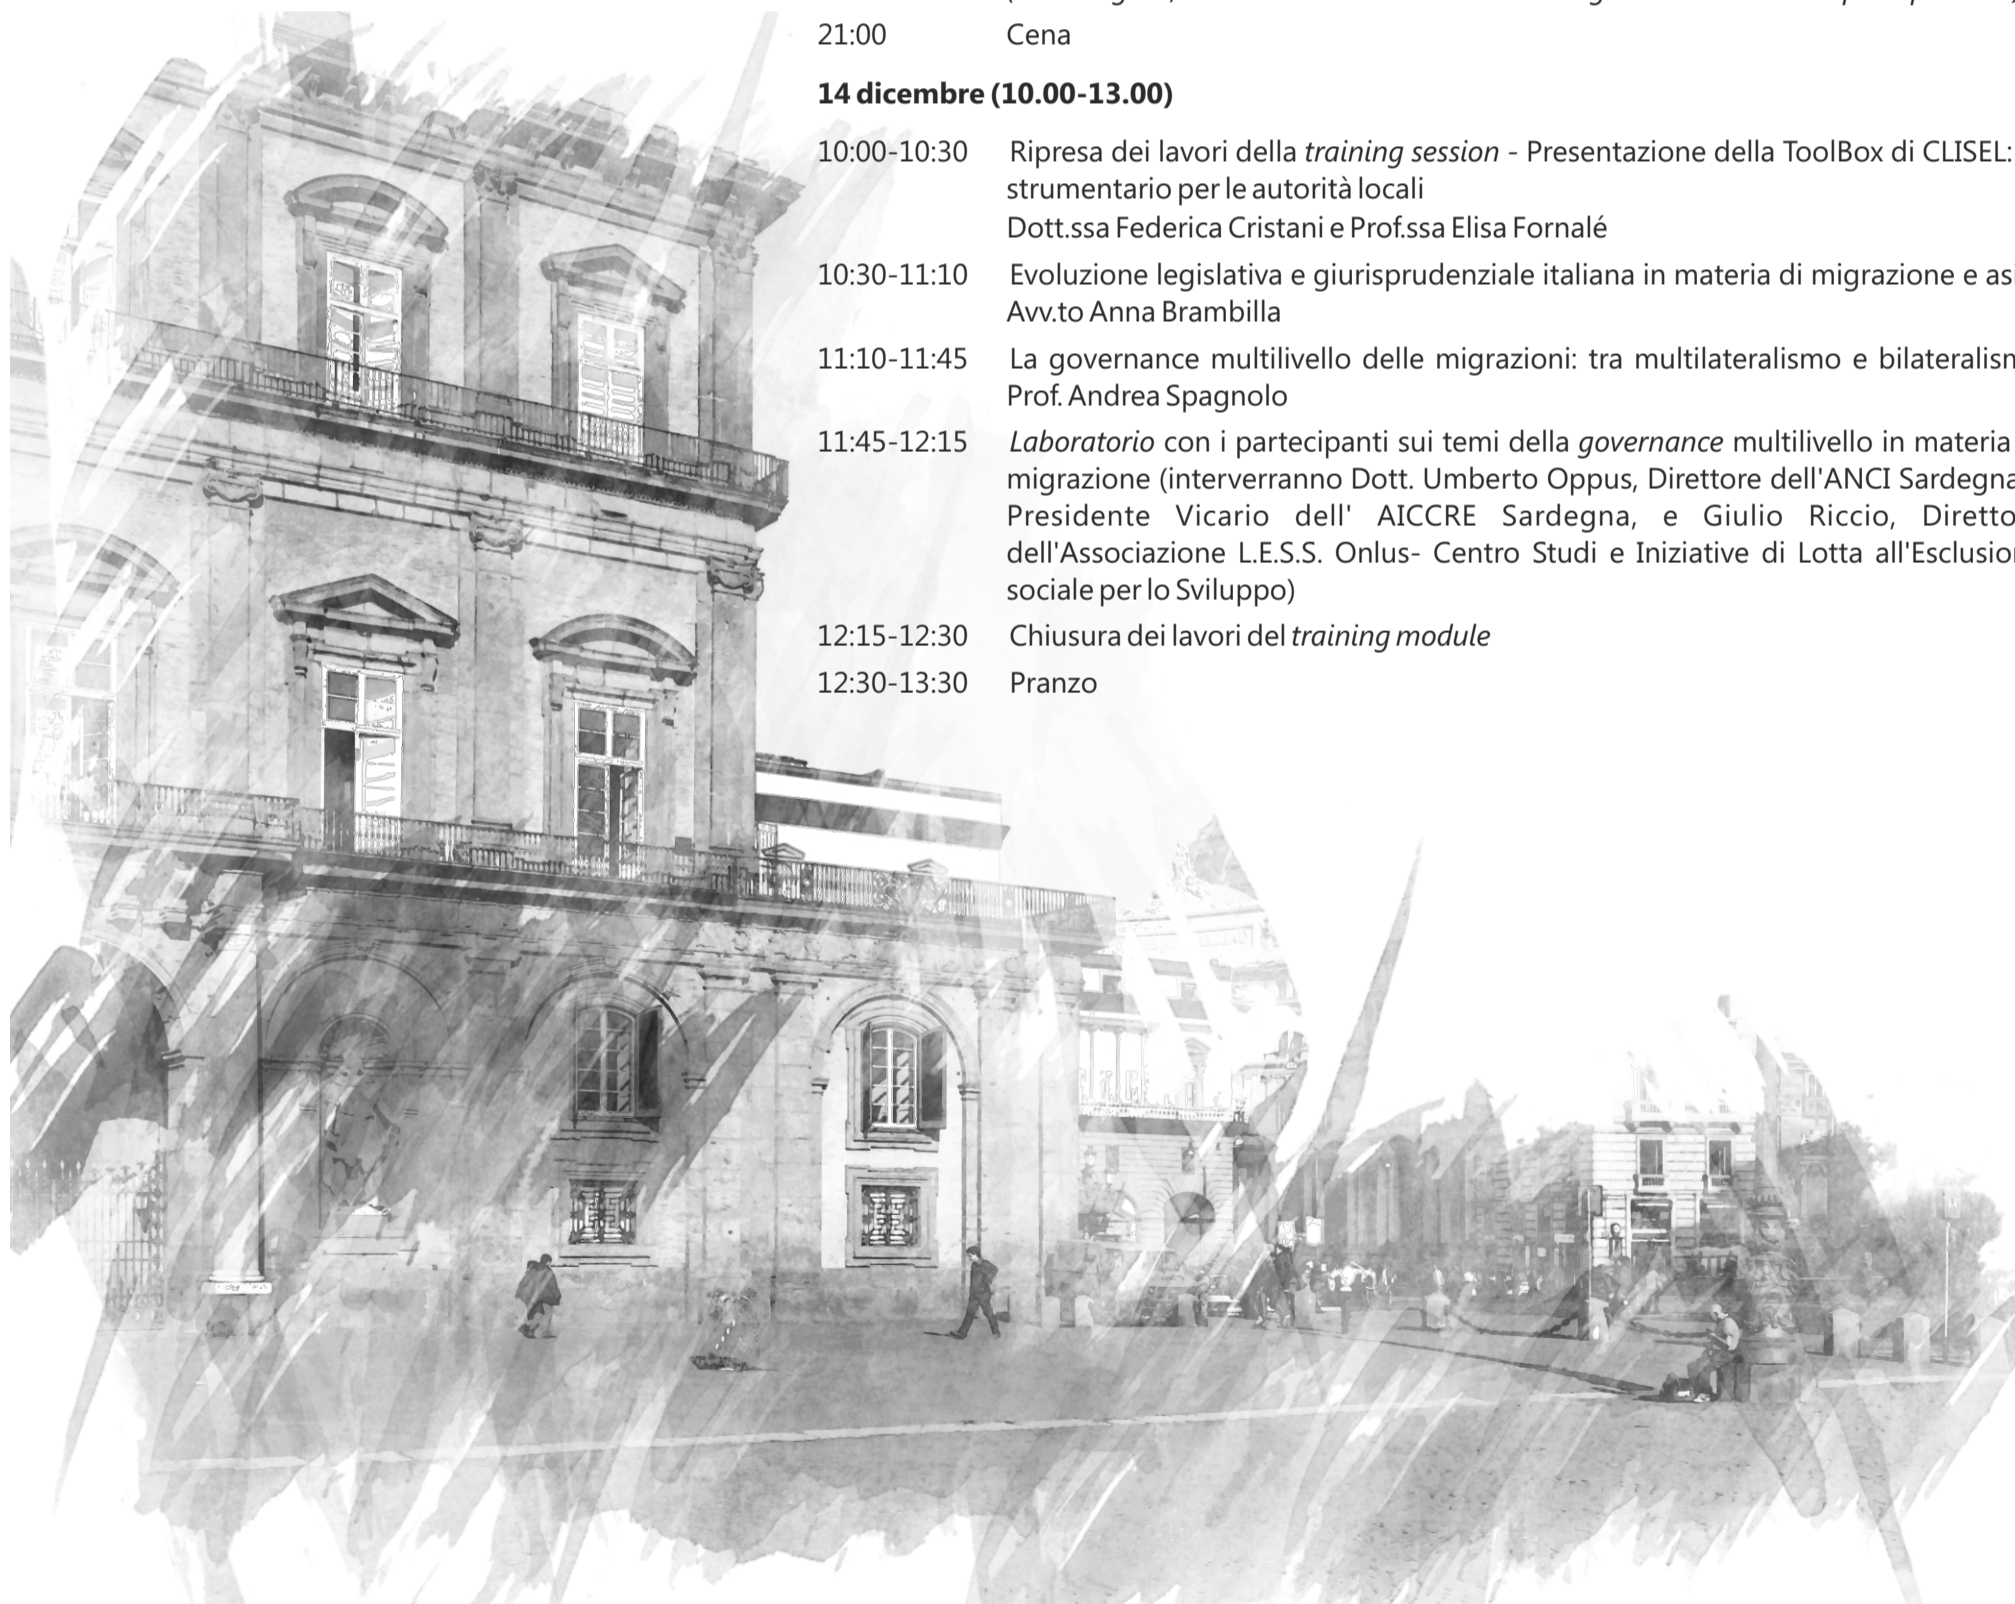 21:00 Cena
14 dicembre (10.00-13.00)
10:00-10:30 Ripresa dei lavori della training session - Presentazione della ToolBox di CLISEL:
strumentario per le autorità locali
Dott.ssa Federica Cristani e Prof.ssa Elisa Fornalé
10:30-11:10 Evoluzione legislativa e giurisprudenziale italiana in materia di migrazione e
Avv.to Anna Brambilla
11:10-11:45 La governance multilivello delle migrazioni: tra multilateralismo e
Prof. Andrea Spagnolo
11:45-12:15 Laboratorio con i partecipanti sui temi della governance multilivello in materia
migrazione (interverranno Dott. Umberto Oppus, Direttore dell'ANCI Sardegna
Presidente Vicario dell' AICCRE Sardegna, e Giulio Riccio,
dell'Associazione L.E.S.S. Onlus- Centro Studi e Iniziative di Lotta
sociale per lo Sviluppo)
12:15-12:30 Chiusura dei lavori del training module
12:30-13:30 Pranzo